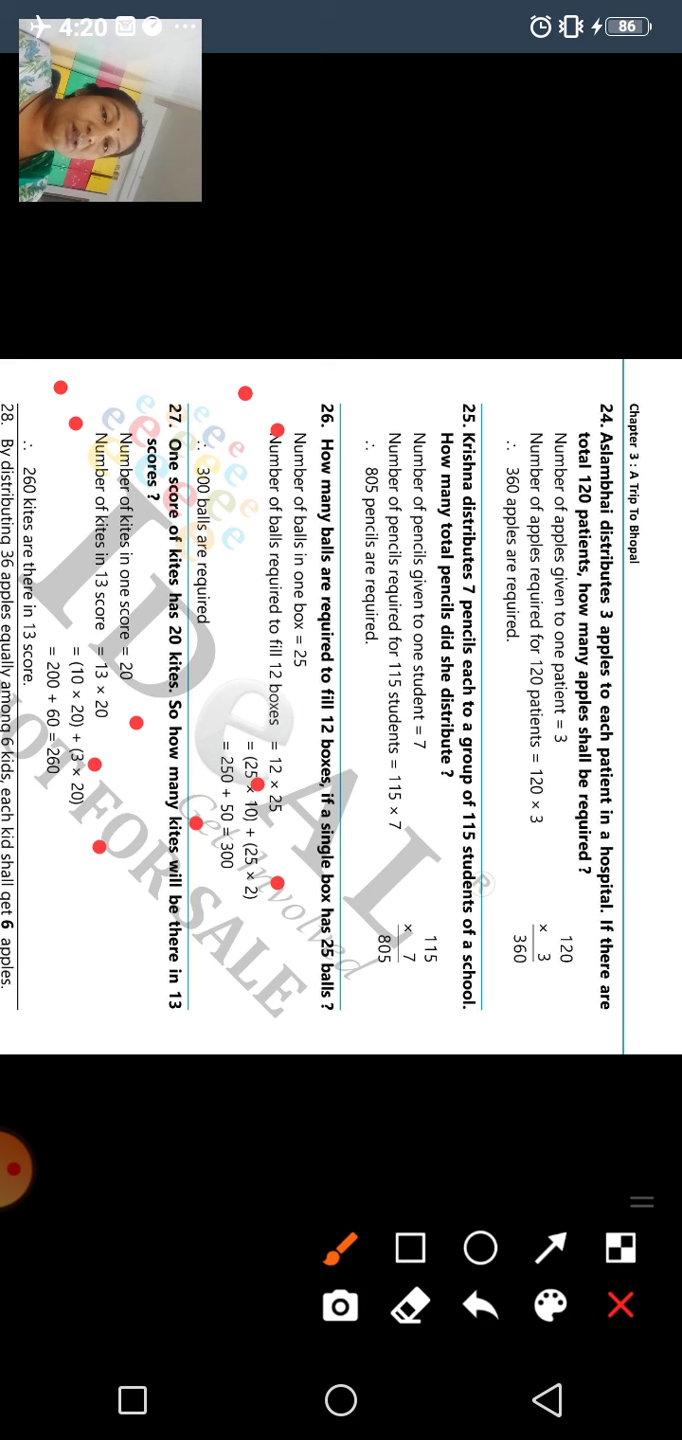 4:20
86
Chapter 3 : A Trip To Bhopal
24. Aslambhai distributes 3 apples to each patient in a hospital. If there are
total 120 patients, how many apples shall be required ?
Number of apples given to one patient = 3
Number of apples required for 120 patients = 120 × 3
∴ 360 apples are required.
120
× 3
360
25. Krishna distributes 7 pencils each to a group of 115 students of a school.
How many total pencils did she distribute ?
Number of pencils given to one student = 7
Number of pencils required for 115 students = 115 × 7
∴ 805 pencils are required.
115
× 7
805
26. How many balls are required to fill 12 boxes, if a single box has 25 balls ?
Number of balls in one box = 25
Number of balls required to fill 12 boxes = 12 × 25
= (25 × 10) + (25 × 2)
= 250 + 50 = 300
∴ 300 balls are required
27. One score of kites has 20 kites. So how many kites will be there in 13
scores ?
Number of kites in one score = 20
Number of kites in 13 score = 13 × 20
= (10 × 20) + (3 × 20)
= 200 + 60 = 260
∴ 260 kites are there in 13 score.
28. By distributing 36 apples equally among 6 kids, each kid shall get 6 apples.
IDeAL ®
Get Involved
NOT FOR SALE